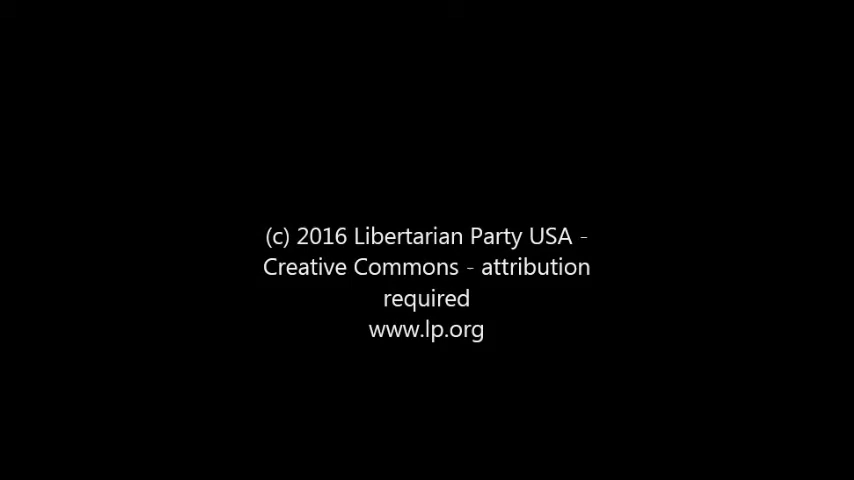 (c) 2016 Libertarian Party USA -
Creative Commons - attribution
required
www.lp.org